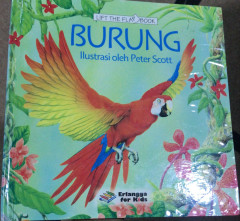 LIFT THE FLAP BOOK
BURUNG
Ilustrasi oleh Peter Scott
Erlangga
for Kids